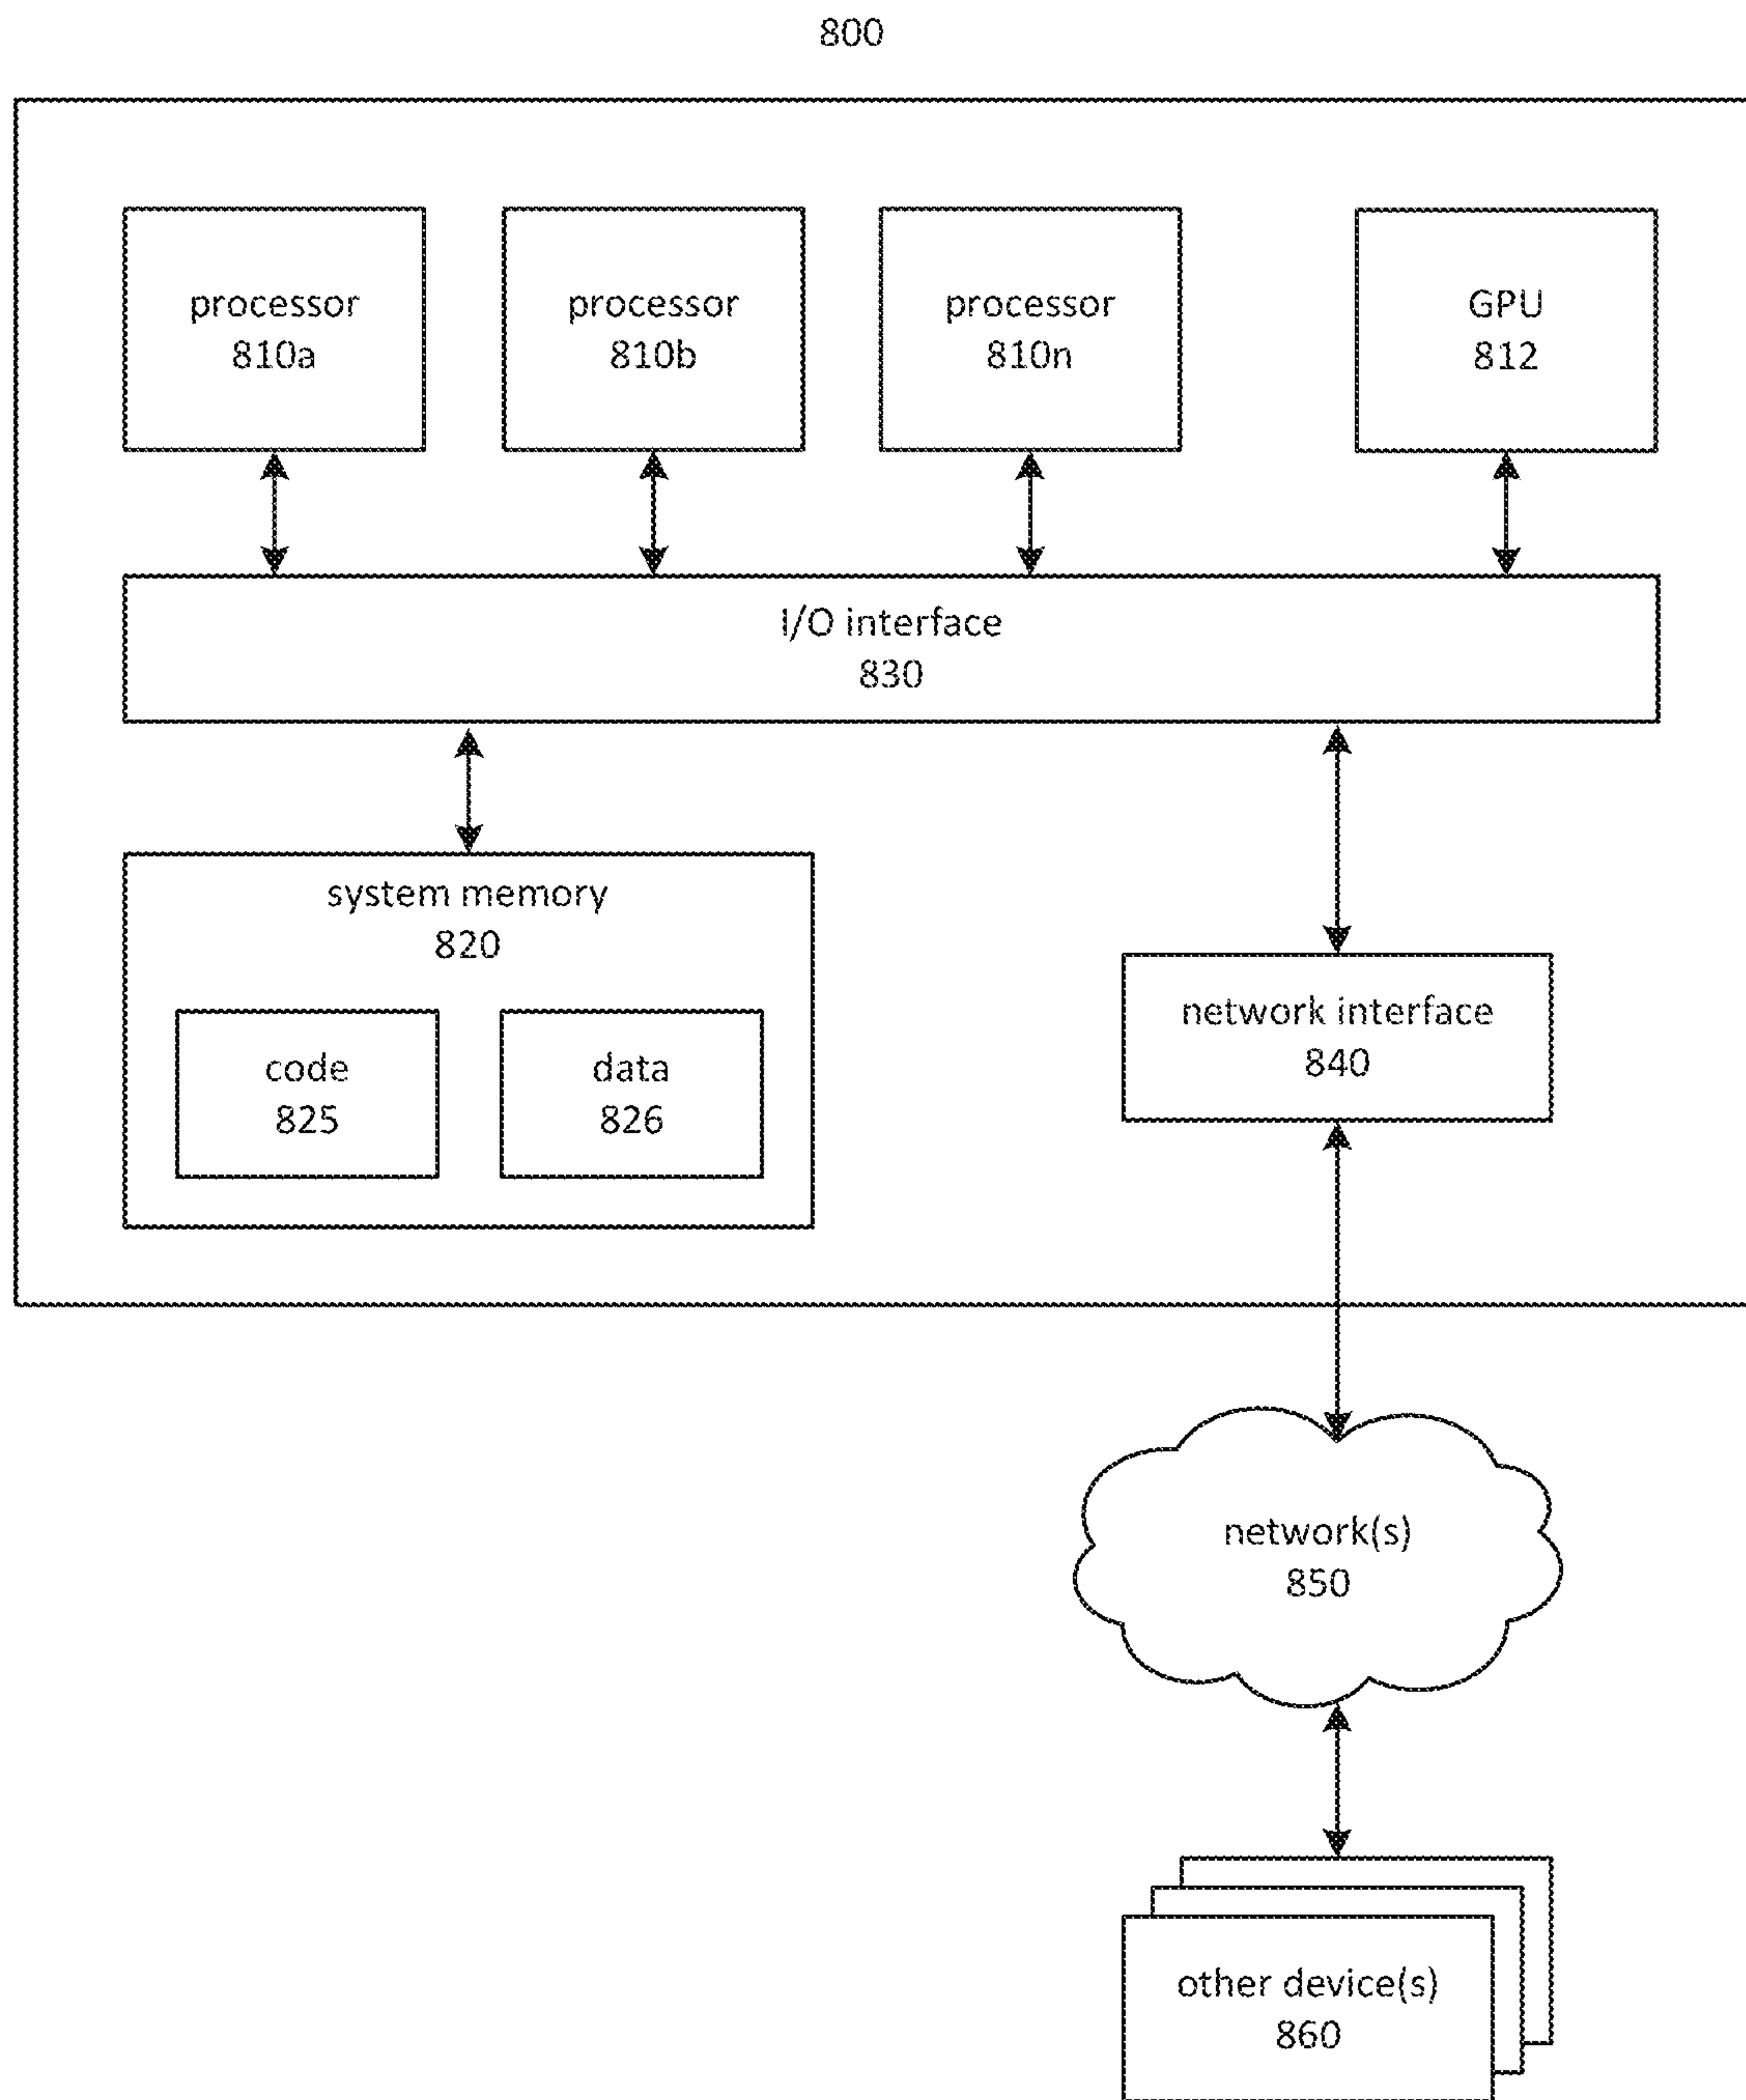 800
processor
810a
processor
810b
processor
810n
GPU
812
I/O interface
830
system memory
820
code
825
data
826
network interface
840
network(s)
850
other device(s)
860